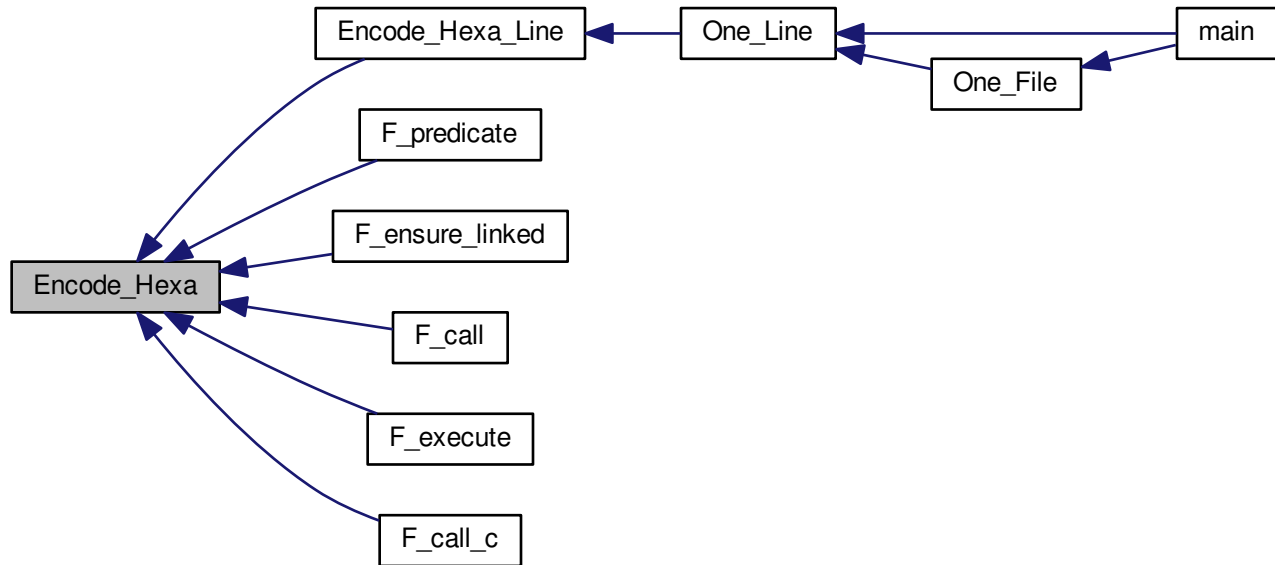 Encode_Hexa_Line
One_Line
main
One_File
F_predicate
F_ensure_linked
Encode_Hexa
F_call
F_execute
F_call_c